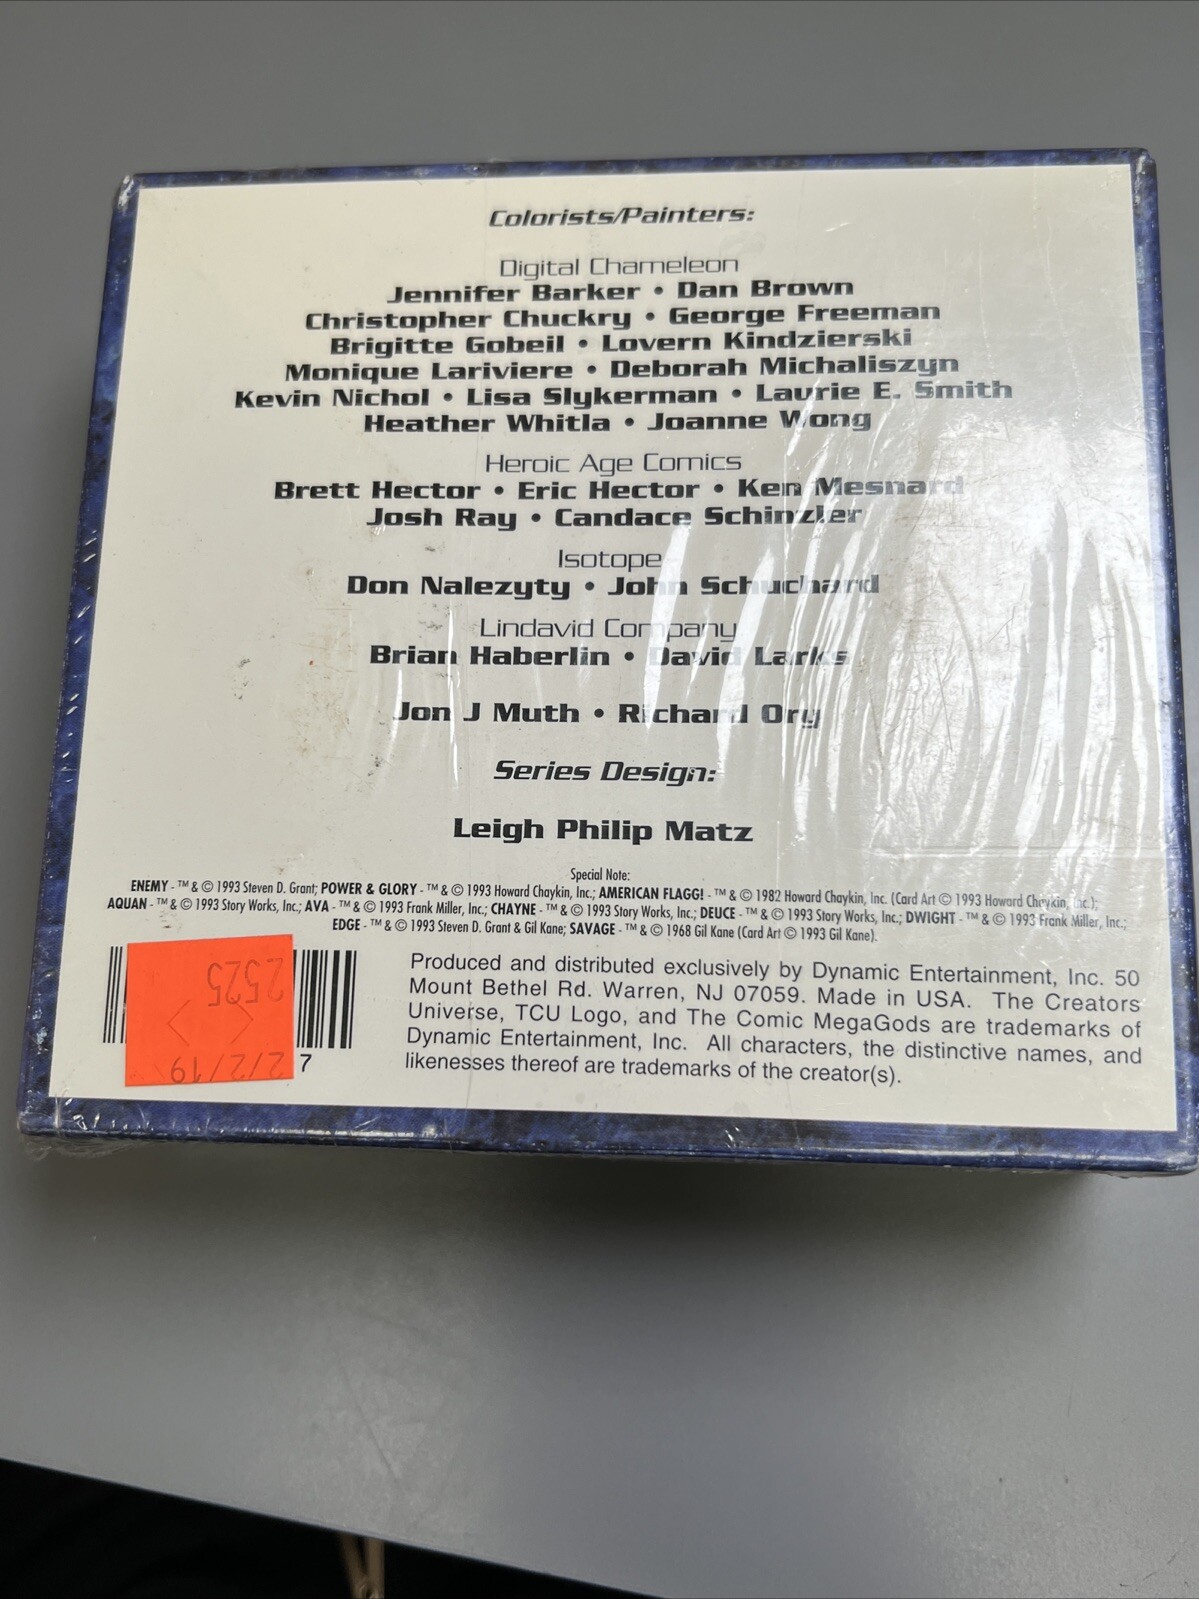 Colorists/Painters:
Digital Chameleon
Jennifer Barker • Dan Brown
Christopher Chuckry • George Freeman
Brigitte Gobeil • Lovern Kindzierski
Monique Lariviere • Deborah Michaliszyn
Kevin Nichol • Lisa Slykerman • Laurie E. Smith
Heather Whitla • Joanne Wong
Heroic Age Comics
Brett Hector • Eric Hector • Ken Mesnard
Josh Ray • Candace Schinzler
Isotope
Don Nalezyty • John Schuchard
Lindavid Company
Brian Haberlin • David Larks
Jon J Muth • Richard Ory
Series Design:
Leigh Philip Matz
Special Note:
ENEMY - ™ & © 1993 Steven D. Grant; POWER & GLORY - ™ & © 1993 Howard Chaykin, Inc.; AMERICAN FLAGG! - ™ & © 1982 Howard Chaykin, Inc. (Card Art © 1993 Howard Chaykin, Inc.);
AQUAN - ™ & © 1993 Story Works, Inc.; AVA - ™ & © 1993 Frank Miller, Inc.; CHAYNE - ™ & © 1993 Story Works, Inc.; DEUCE - ™ & © 1993 Story Works, Inc.; DWIGHT - ™ & © 1993 Frank Miller, Inc.;
EDGE - ™ & © 1993 Steven D. Grant & Gil Kane; SAVAGE - ™ & © 1968 Gil Kane (Card Art © 1993 Gil Kane).
Produced and distributed exclusively by Dynamic Entertainment, Inc. 50
Mount Bethel Rd. Warren, NJ 07059. Made in USA. The Creators
Universe, TCU Logo, and The Comic MegaGods are trademarks of
Dynamic Entertainment, Inc. All characters, the distinctive names, and
likenesses thereof are trademarks of the creator(s).
2/2/19
2525
7